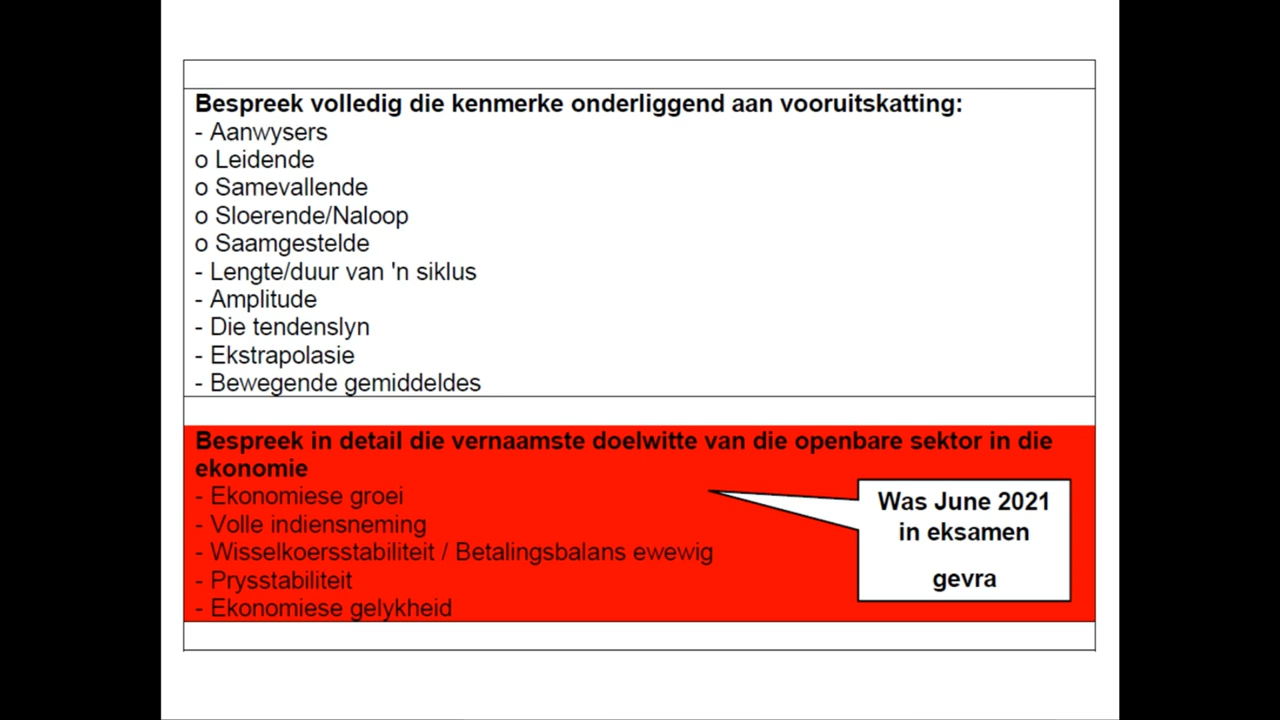 Bespreek volledig die kenmerke onderliggend aan vooruitskatting:
- Aanwysers
o Leidende
o Samevallende
o Sloerende/Naloop
o Saamgestelde
- Lengte/duur van 'n siklus
- Amplitude
- Die tendenslyn
- Ekstrapolasie
- Bewegende gemiddeldes
Bespreek in detail die vernaamste doelwitte van die openbare sektor in die
ekonomie
- Ekonomiese groei
- Volle indiensneming
- Wisselkoersstabiliteit / Betalingsbalans ewewig
- Prysstabiliteit
- Ekonomiese gelykheid
Was June 2021
in eksamen
gevra